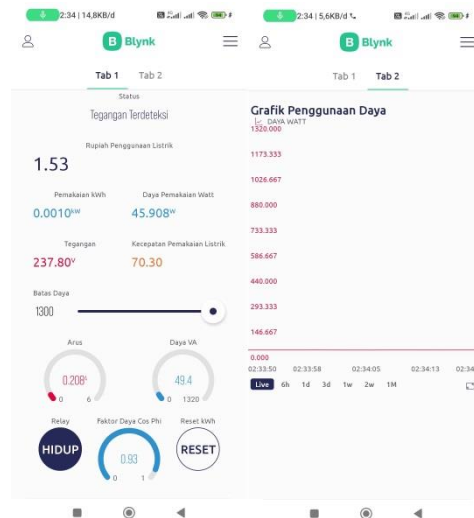 2:34 | 14,8KB/d
Blynk
Tab 1 Tab 2
Status
Tegangan Terdeteksi
Rupiah Penggunaan Listrik
1.53
Pemakaian kWh Daya Pemakaian Watt
0.0010kW 45.908W
Tegangan Kecepatan Pemakaian Listrik
237.80V 70.30
Batas Daya
1300
Arus Daya VA
0.208A 49.4
0 6 0 1320
Relay Faktor Daya Cos Phi Reset kWh
HIDUP 0.93 RESET
0 1
2:34 | 5,6KB/d
Blynk
Tab 1 Tab 2
Grafik Penggunaan Daya
DAYA WATT
1320.000
1173.333
1026.667
880.000
733.333
586.667
440.000
293.333
146.667
0.000
02:33:50 02:33:58 02:34:05 02:34:13 02:34
Live 6h 1d 3d 1w 2w 1M